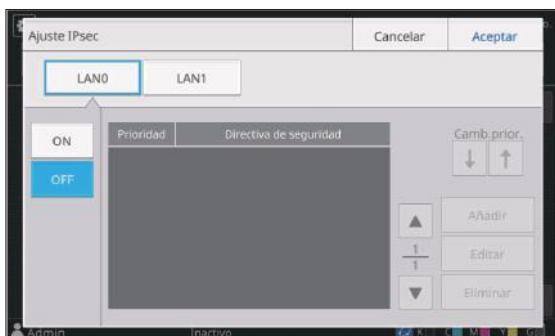 Ajuste IPsec
Cancelar
Aceptar
LAN0
LAN1
ON
OFF
Prioridad
Directiva de seguridad
Camb.prior.
Añadir
1
1
Editar
Eliminar
Admin
Inactivo
K
C
M
Y